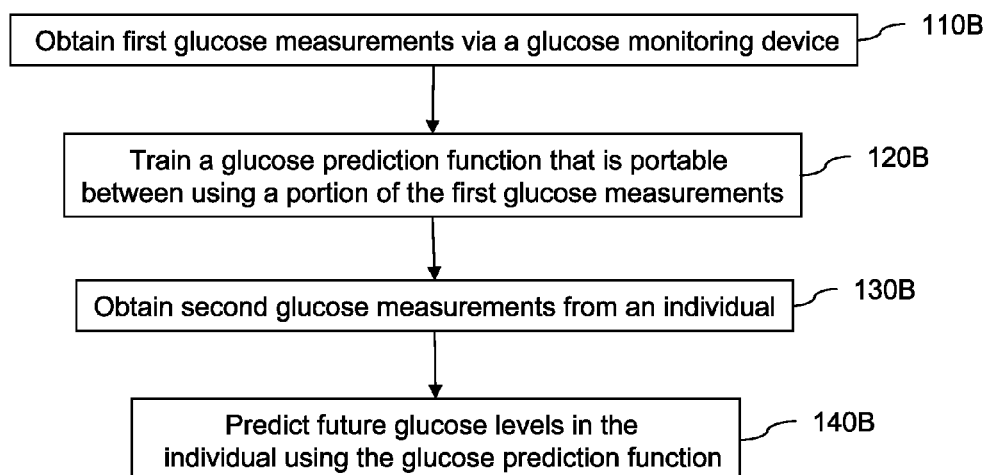 Obtain first glucose measurements via a glucose monitoring device
110B
Train a glucose prediction function that is portable
between using a portion of the first glucose measurements
120B
Obtain second glucose measurements from an individual
130B
Predict future glucose levels in the
individual using the glucose prediction function
140B